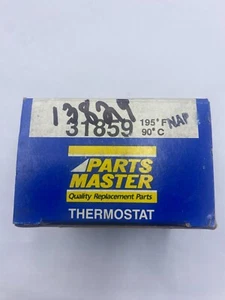 13829
31859 195° F NAP
90° C
PARTS
MASTER
Quality Replacement Parts
THERMOSTAT